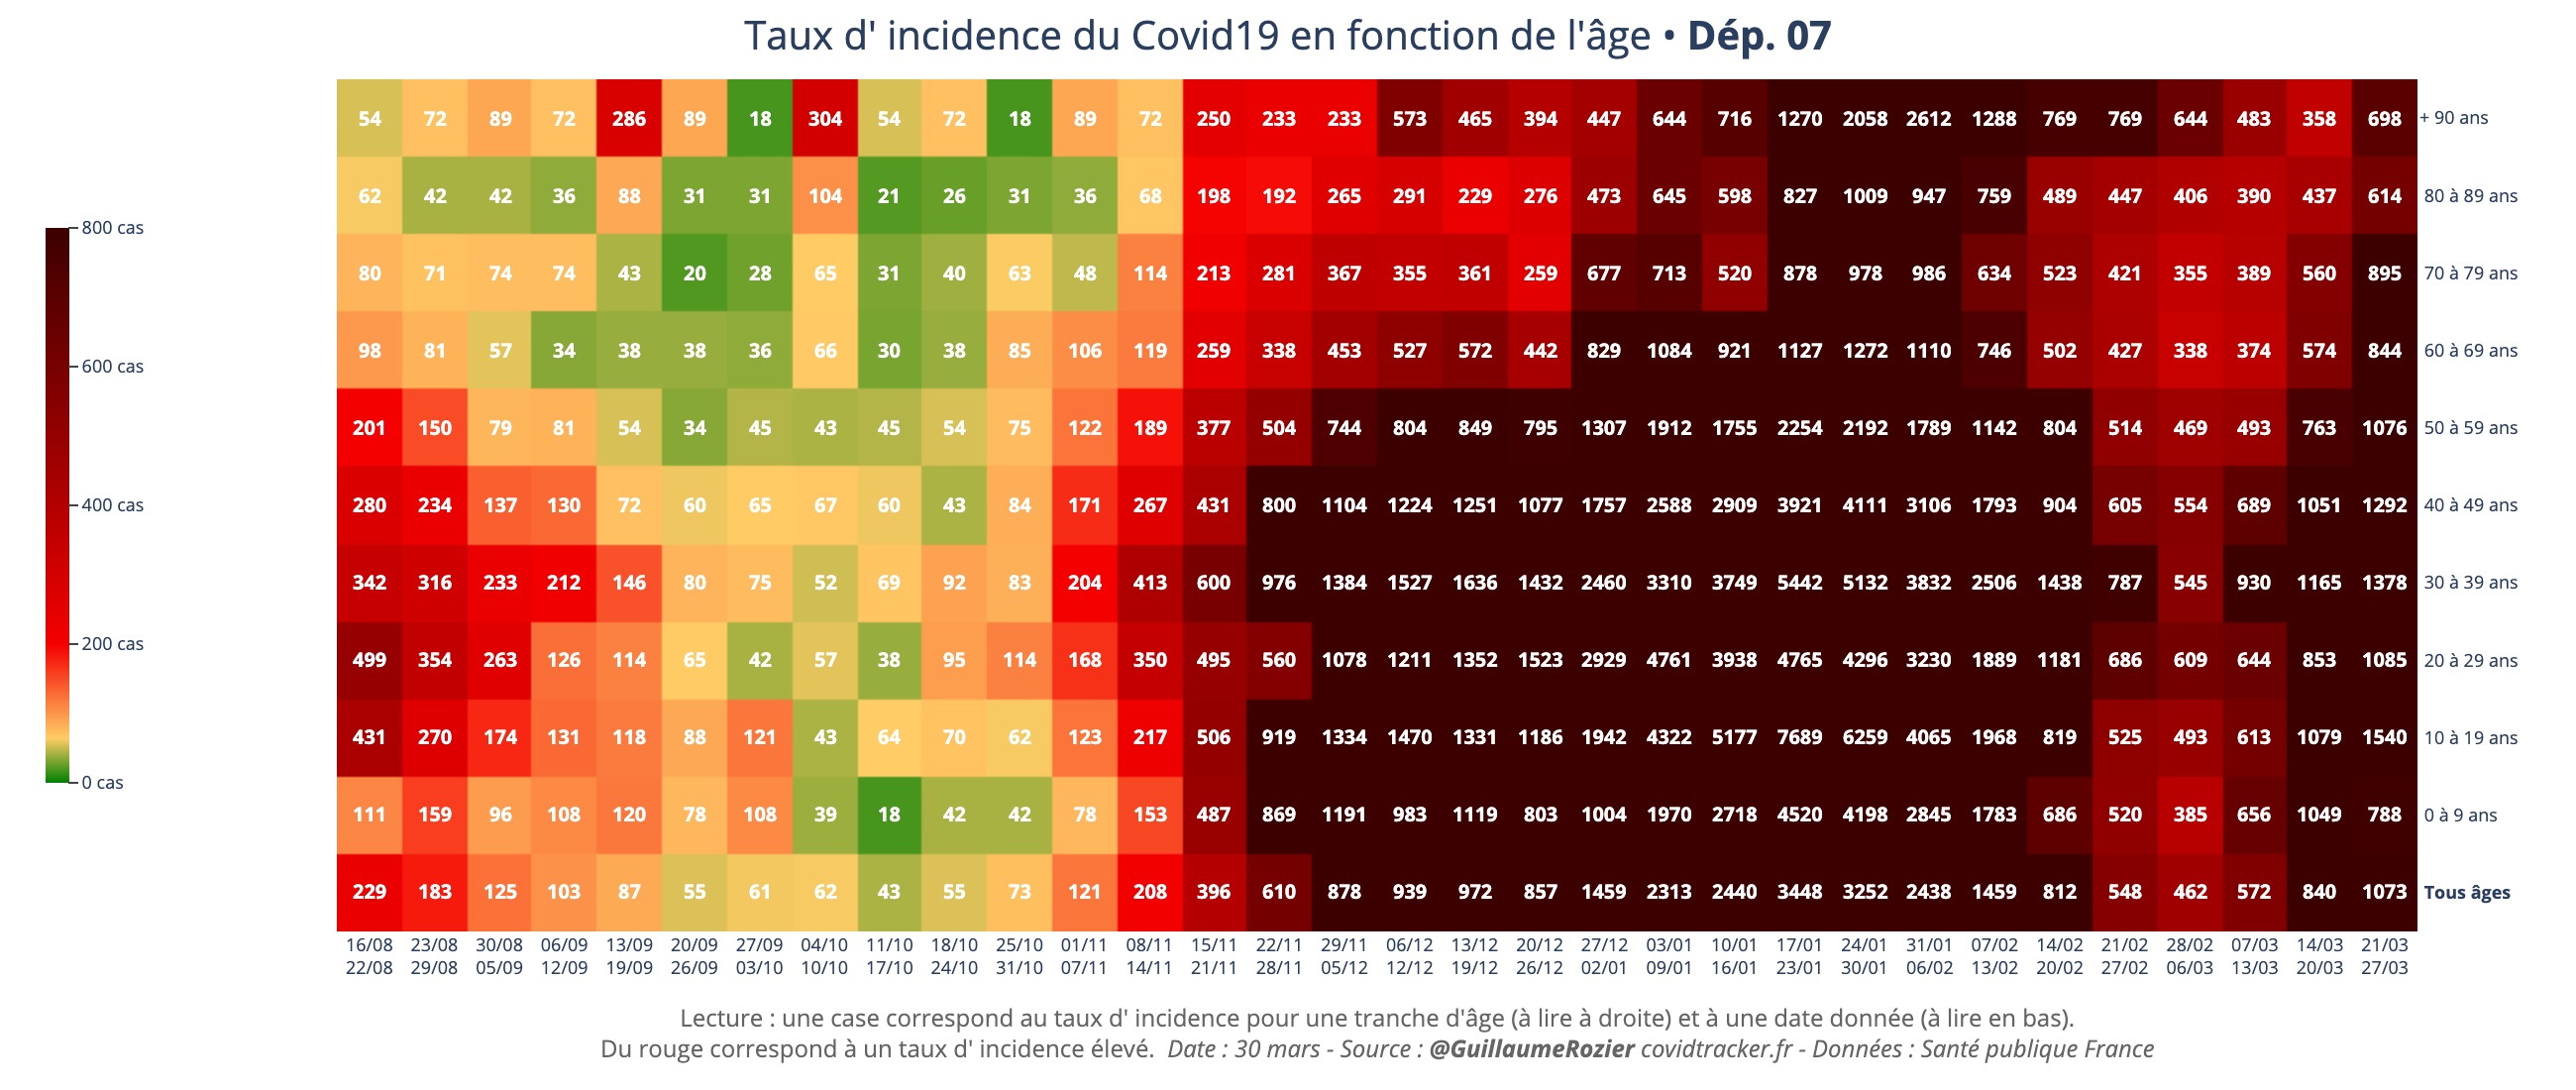 Taux d' incidence du Covid19 en fonction de l'âge • Dép. 07
54 72 89 72 286 89 18 304 54 72 18 89 72 250 233 233 573 465 394 447 644 716 1270 2058 2612 1288 769 769 644 483 358 698 + 90 ans
62 42 42 36 88 31 31 104 21 26 31 36 68 198 192 265 291 229 276 473 645 598 827 1009 947 759 489 447 406 390 437 614 80 à 89 ans
800 cas
80 71 74 74 43 20 28 65 31 40 63 48 114 213 281 367 355 361 259 677 713 520 878 978 986 634 523 421 355 389 560 895 70 à 79 ans
98 81 57 34 38 38 36 66 30 38 85 106 119 259 338 453 527 572 442 829 1084 921 1127 1272 1110 746 502 427 338 374 574 844 60 à 69 ans
600 cas
201 150 79 81 54 34 45 43 45 54 75 122 189 377 504 744 804 849 795 1307 1912 1755 2254 2192 1789 1142 804 514 469 493 763 1076 50 à 59 ans
400 cas
280 234 137 130 72 60 65 67 60 43 84 171 267 431 800 1104 1224 1251 1077 1757 2588 2909 3921 4111 3106 1793 904 605 554 689 1051 1292 40 à 49 ans
342 316 233 212 146 80 75 52 69 92 83 204 413 600 976 1384 1527 1636 1432 2460 3310 3749 5442 5132 3832 2506 1438 787 545 930 1165 1378 30 à 39 ans
200 cas
499 354 263 126 114 65 42 57 38 95 114 168 350 495 560 1078 1211 1352 1523 2929 4761 3938 4765 4296 3230 1889 1181 686 609 644 853 1085 20 à 29 ans
431 270 174 131 118 88 121 43 64 70 62 123 217 506 919 1334 1470 1331 1186 1942 4322 5177 7689 6259 4065 1968 819 525 493 613 1079 1540 10 à 19 ans
0 cas
111 159 96 108 120 78 108 39 18 42 42 78 153 487 869 1191 983 1119 803 1004 1970 2718 4520 4198 2845 1783 686 520 385 656 1049 788 0 à 9 ans
229 183 125 103 87 55 61 62 43 55 73 121 208 396 610 878 939 972 857 1459 2313 2440 3448 3252 2438 1459 812 548 462 572 840 1073 Tous âges
16/08 23/08 30/08 06/09 13/09 20/09 27/09 04/10 11/10 18/10 25/10 01/11 08/11 15/11 22/11 29/11 06/12 13/12 20/12 27/12 03/01 10/01 17/01 24/01 31/01 07/02 14/02 21/02 28/02 07/03 14/03 21/03
22/08 29/08 05/09 12/09 19/09 26/09 03/10 10/10 17/10 24/10 31/10 07/11 14/11 21/11 28/11 05/12 12/12 19/12 26/12 02/01 09/01 16/01 23/01 30/01 06/02 13/02 20/02 27/02 06/03 13/03 20/03 27/03
Lecture : une case correspond au taux d' incidence pour une tranche d'âge (à lire à droite) et à une date donnée (à lire en bas).
Du rouge correspond à un taux d' incidence élevé. Date : 30 mars - Source : @GuillaumeRozier covidtracker.fr - Données : Santé publique France